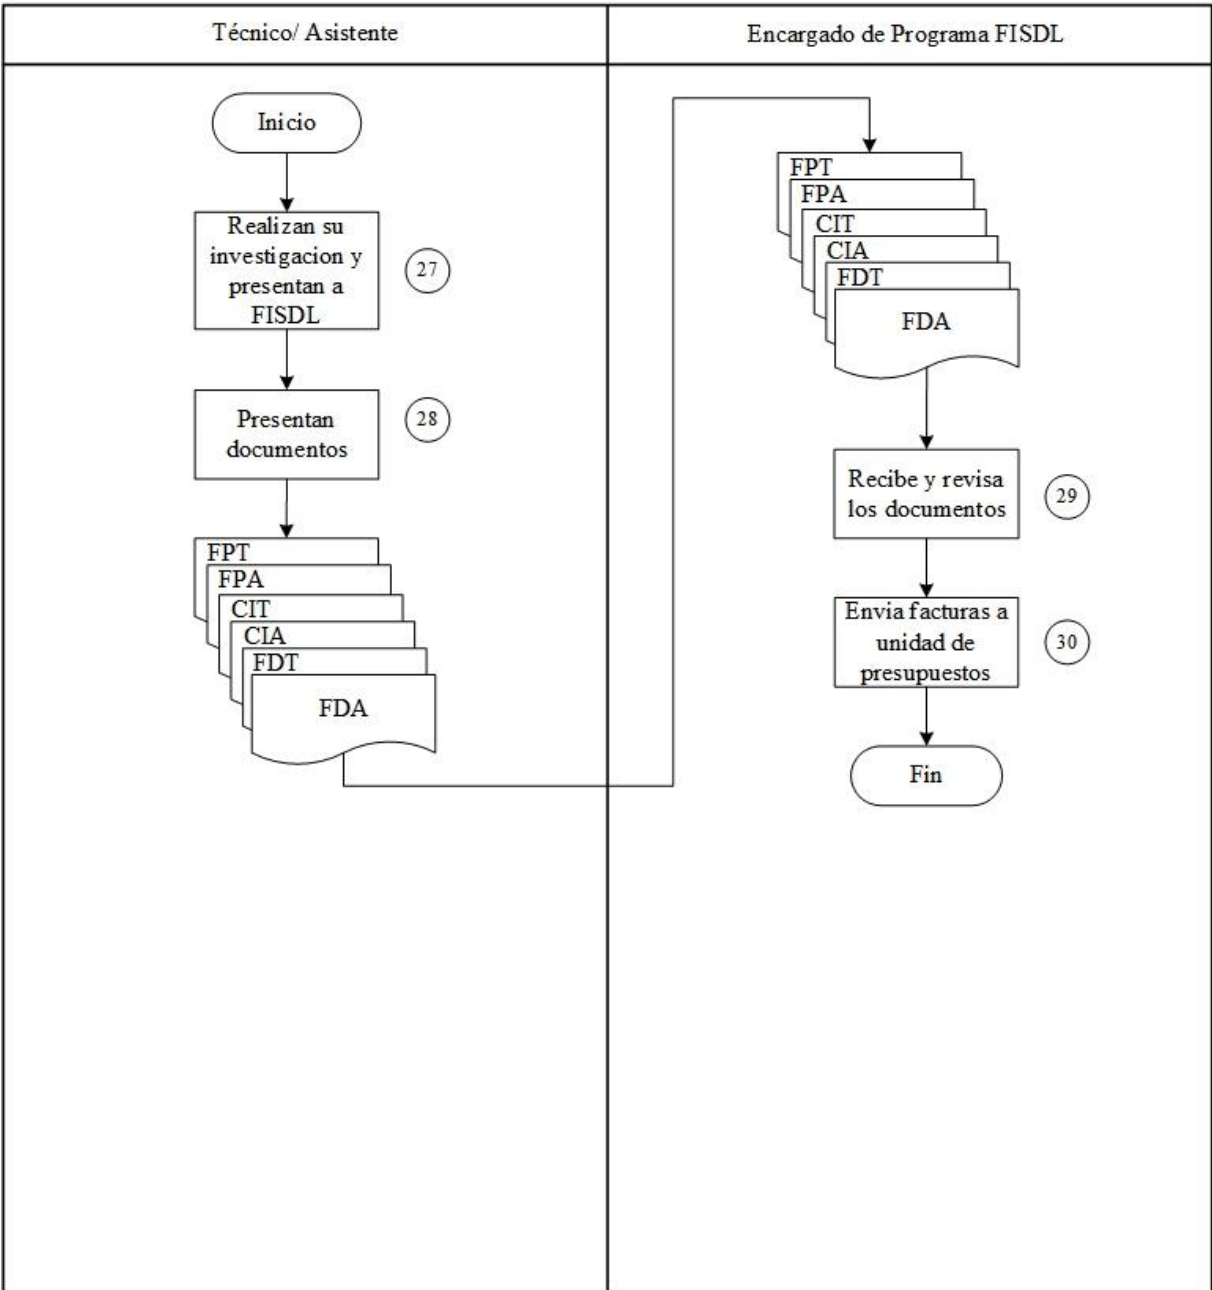 Técnico/ Asistente
Encargado de Programa FISDL
Inicio
Realizan su
investigacion y
presentan a
FISDL
27
Presentan
documentos
28
FPT
FPA
CIT
CIA
FDT
FDA
FPT
FPA
CIT
CIA
FDT
FDA
Recibe y revisa
los documentos
29
Envia facturas a
unidad de
presupuestos
30
Fin